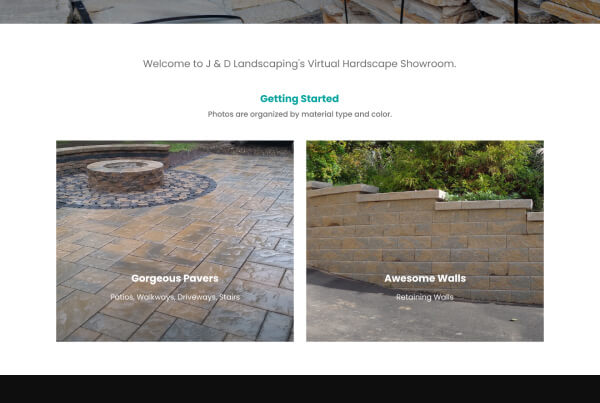 Welcome to J & D Landscaping's Virtual Hardscape Showroom.
Getting Started
Photos are organized by material type and color.
Gorgeous Pavers
Patios, Walkways, Driveways, Stairs
Awesome Walls
Retaining Walls